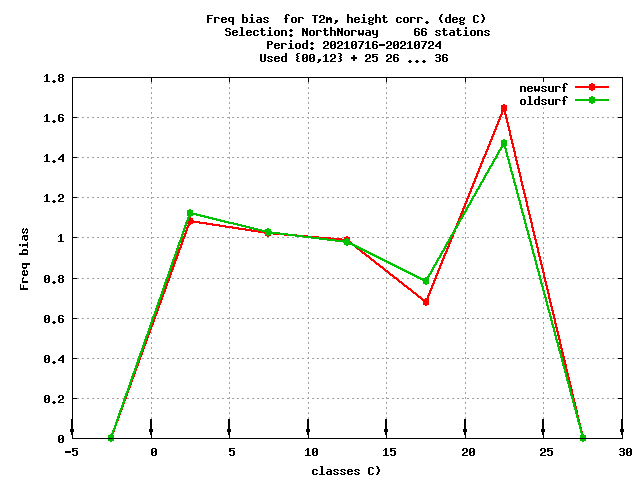 Freq bias  for T2m, height corr. (deg C)
Selection: NorthNorway     66 stations
Period: 20210716-20210724
Used {00,12} + 25 26 ... 36
newsurf
oldsurf
Freq bias
1.8
1.6
1.4
1.2
1
0.8
0.6
0.4
0.2
0
-5 0 5 10 15 20 25 30
classes C)